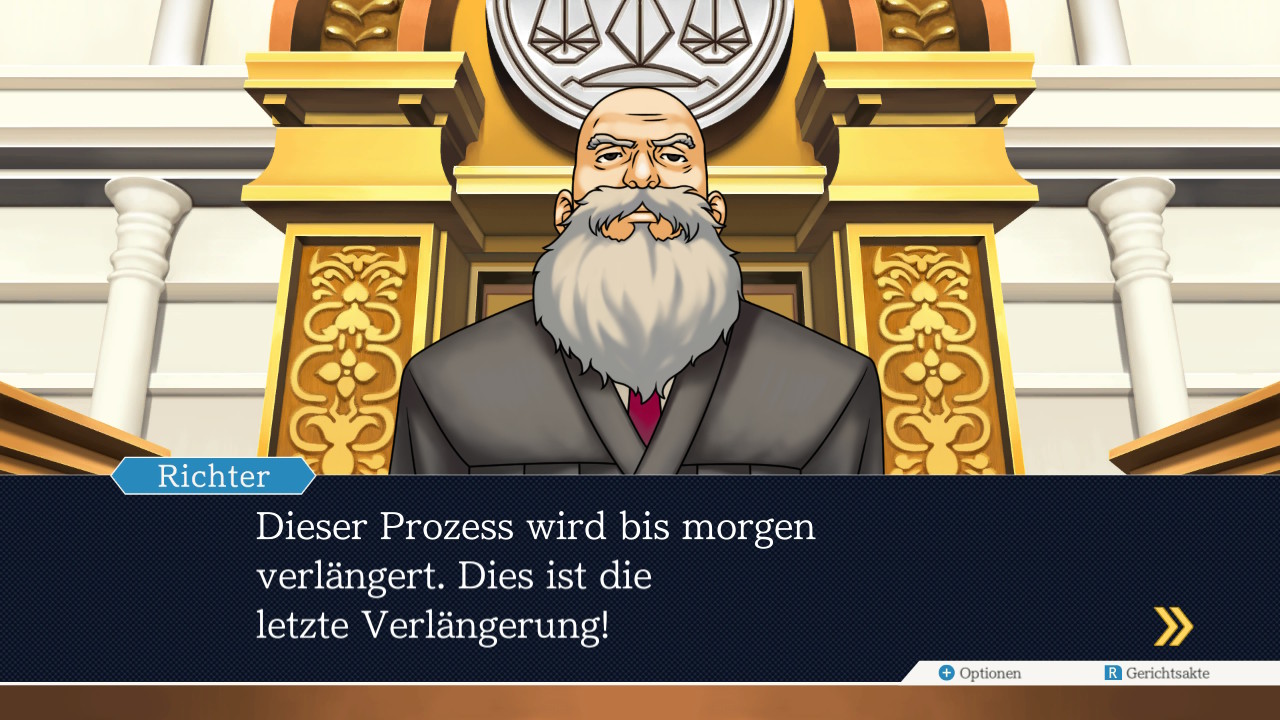 Richter
Dieser Prozess wird bis morgen
verlängert. Dies ist die
letzte Verlängerung!
+ Optionen
R Gerichtsakte